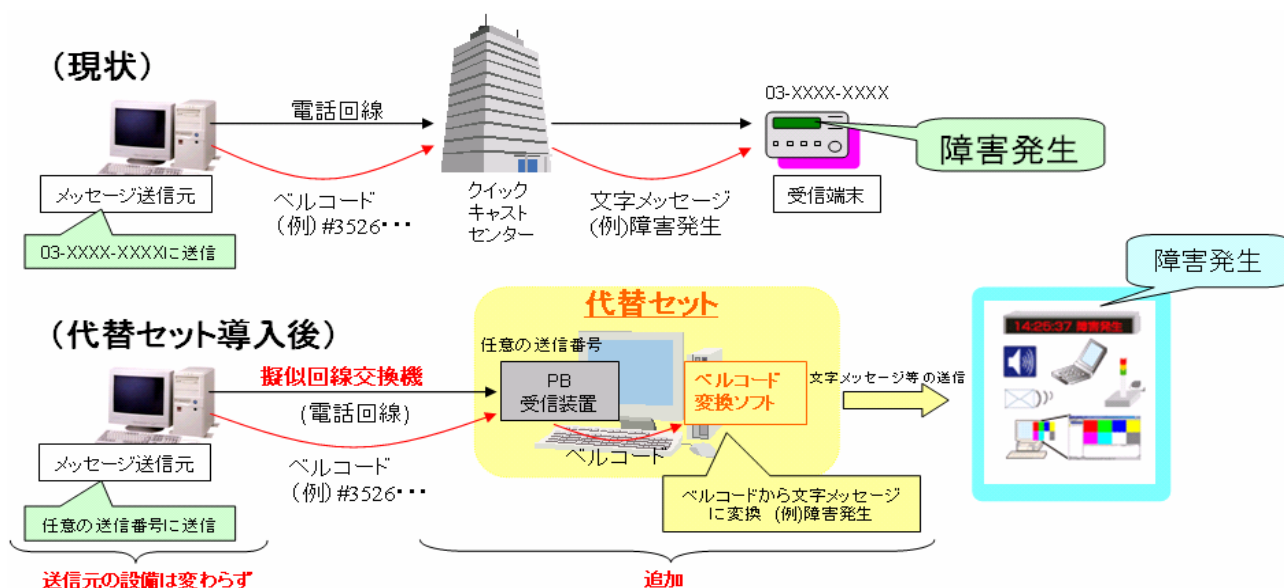 （現状）
電話回線
03-XXXX-XXXX
障害発生
メッセージ送信元
ベルコード
（例）#3526･･･
クイック
キャスト
センター
文字メッセージ
(例)障害発生
受信端末
03-XXXX-XXXXに送信
障害発生
（代替セット導入後）
代替セット
任意の送信番号
擬似回線交換機
(電話回線)
PB
受信装置
ベルコード
変換ソフト
文字メッセージ等の送信
14:25:37 障害発生
ベルコード
メッセージ送信元
ベルコード
（例）#3526･･･
ベルコードから文字メッセージ
に変換　(例)障害発生
任意の送信番号に送信
送信元の設備は変わらず
追加